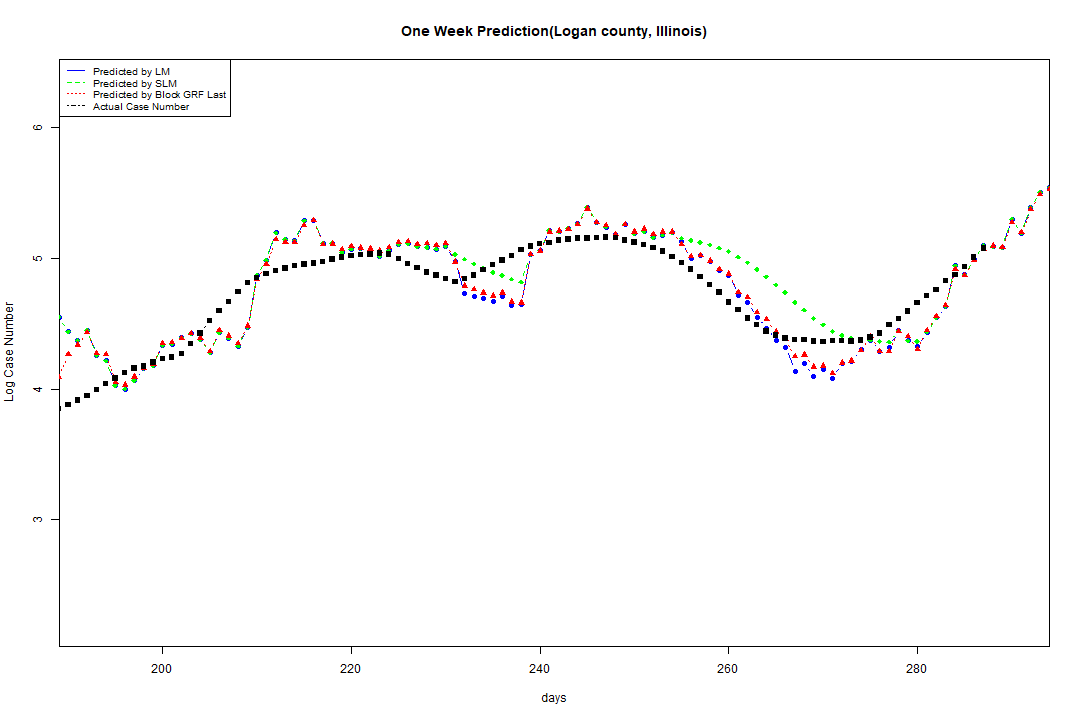 One Week Prediction(Logan county, Illinois)
Predicted by LM
Predicted by SLM
Predicted by Block GRF Last
Actual Case Number
6
5
4
3
Log Case Number
200 220 240 260 280
days